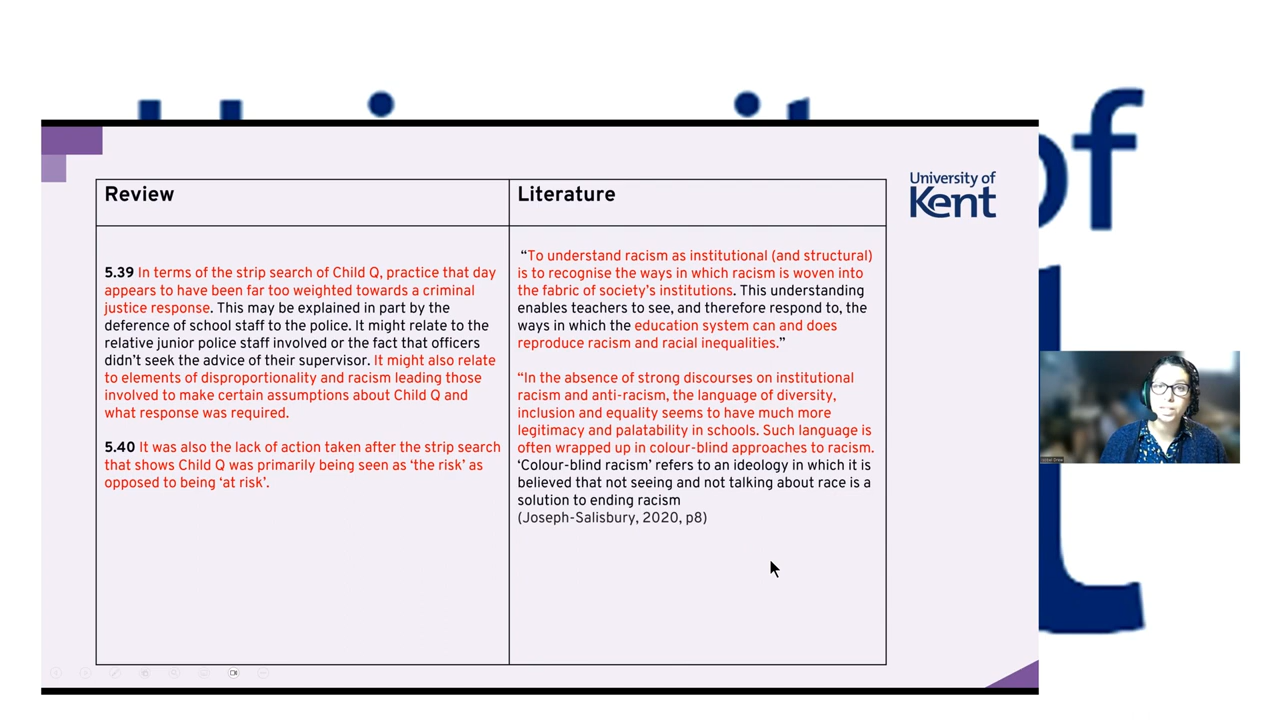 of
University of
Kent
Review
Literature
5.39 In terms of the strip search of Child Q, practice that day
appears to have been far too weighted towards a criminal
justice response. This may be explained in part by the
deference of school staff to the police. It might relate to the
relative junior police staff involved or the fact that officers
didn't seek the advice of their supervisor. It might also relate
to elements of disproportionality and racism leading those
involved to make certain assumptions about Child Q and
what response was required.
5.40 It was also the lack of action taken after the strip search
that shows Child Q was primarily being seen as 'the risk' as
opposed to being 'at risk'.
"To understand racism as institutional (and structural)
is to recognise the ways in which racism is woven into
the fabric of society's institutions. This understanding
enables teachers to see, and therefore respond to, the
ways in which the education system can and does
reproduce racism and racial inequalities."
"In the absence of strong discourses on institutional
racism and anti-racism, the language of diversity,
inclusion and equality seems to have much more
legitimacy and palatability in schools. Such language is
often wrapped up in colour-blind approaches to racism.
'Colour-blind racism' refers to an ideology in which it is
believed that not seeing and not talking about race is a
solution to ending racism
(Joseph-Salisbury, 2020, p8)